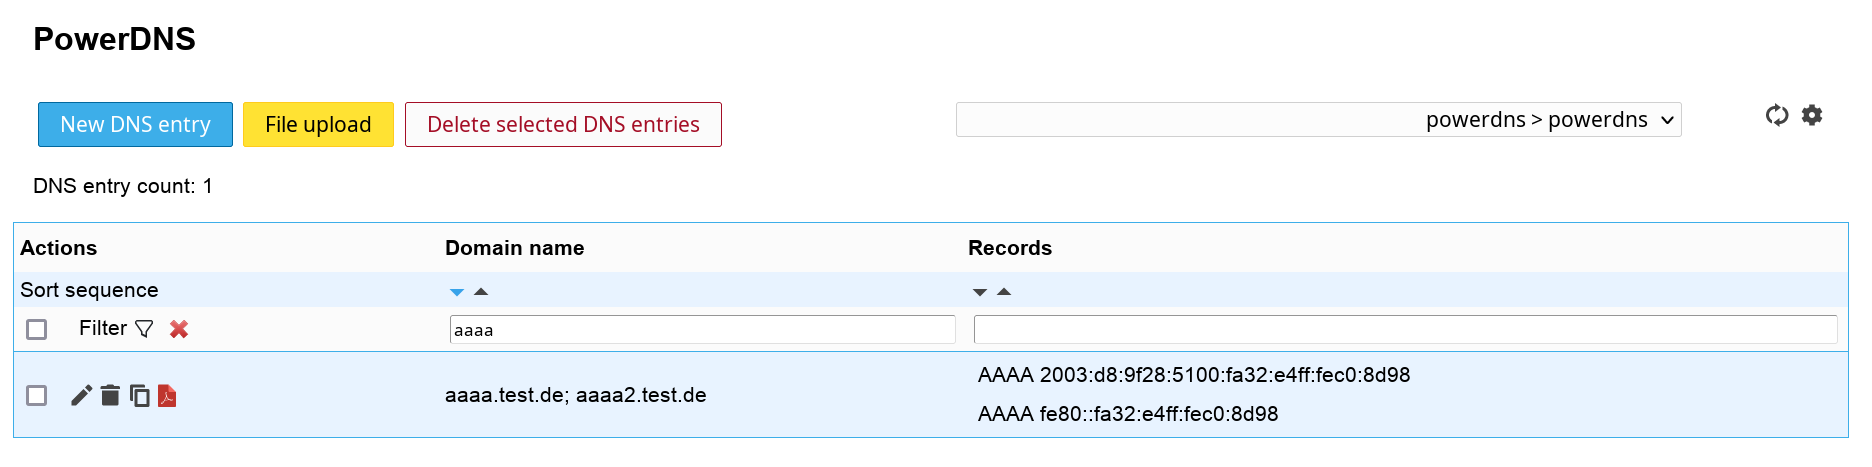 PowerDNS
New DNS entry File upload Delete selected DNS entries powerdns > powerdns
DNS entry count: 1
Actions Domain name Records
Sort sequence
Filter aaaa
aaaa.test.de; aaaa2.test.de
AAAA 2003:d8:9f28:5100:fa32:e4ff:fec0:8d98
AAAA fe80::fa32:e4ff:fec0:8d98